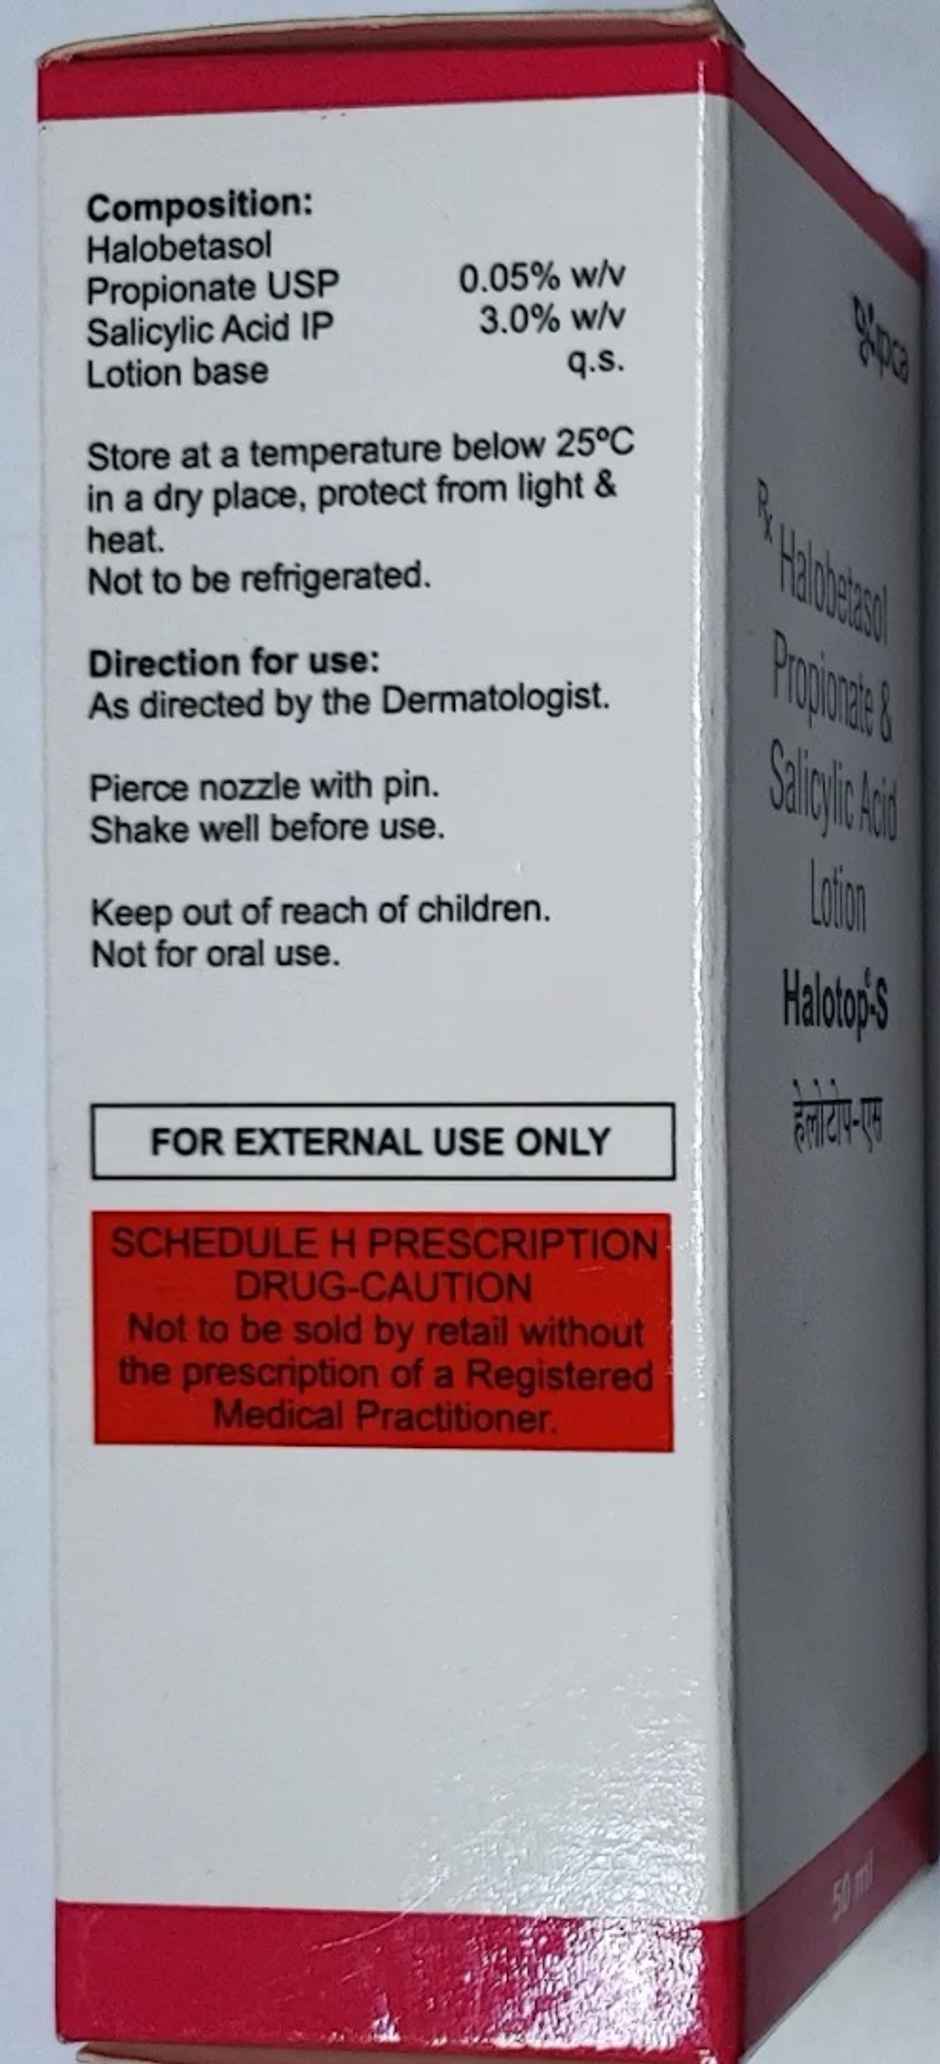 Composition:
Halobetasol
Propionate USP 0.05% w/v
Salicylic Acid IP 3.0% w/v
Lotion base q.s.
Store at a temperature below 25°C
in a dry place, protect from light &
heat.
Not to be refrigerated.
Direction for use:
As directed by the Dermatologist.
Pierce nozzle with pin.
Shake well before use.
Keep out of reach of children.
Not for oral use.
FOR EXTERNAL USE ONLY
SCHEDULE H PRESCRIPTION
DRUG-CAUTION
Not to be sold by retail without
the prescription of a Registered
Medical Practitioner.
ipca
Rx Halobetasol
Propionate &
Salicylic Acid
Lotion
Halotop®-S
हेलोटोप-एस
50 ml